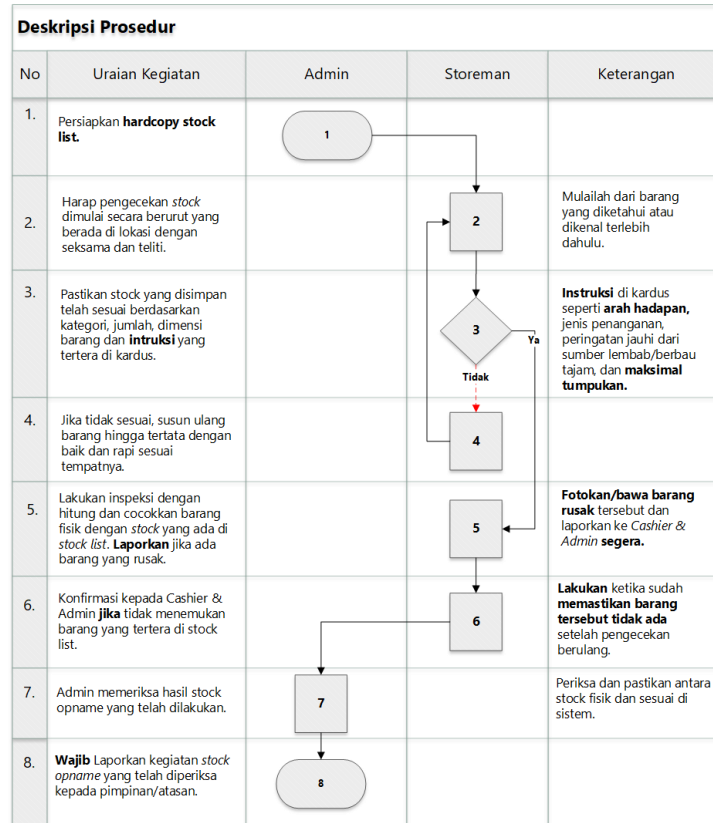 Deskripsi Prosedur
No Uraian Kegiatan Admin Storeman Keterangan
1.
Persiapkan hardcopy stock
list.
1
2.
Harap pengecekan stock
dimulai secara berurut yang
berada di lokasi dengan
seksama dan teliti.
2
Mulailah dari barang
yang diketahui atau
dikenal terlebih
dahulu.
3.
Pastikan stock yang disimpan
telah sesuai berdasarkan
kategori, jumlah, dimensi
barang dan intruksi yang
tertera di kardus.
3
Ya
Tidak
Instruksi di kardus
seperti arah hadapan,
jenis penanganan,
peringatan jauhi dari
sumber lembab/berbau
tajam, dan maksimal
tumpukan.
4.
Jika tidak sesuai, susun ulang
barang hingga tertata dengan
baik dan rapi sesuai
tempatnya.
4
5.
Lakukan inspeksi dengan
hitung dan cocokkan barang
fisik dengan stock yang ada di
stock list. Laporkan jika ada
barang yang rusak.
5
Fotokan/bawa barang
rusak tersebut dan
laporkan ke Cashier &
Admin segera.
6.
Konfirmasi kepada Cashier &
Admin jika tidak menemukan
barang yang tertera di stock
list.
6
Lakukan ketika sudah
memastikan barang
tersebut tidak ada
setelah pengecekan
berulang.
7.
Admin memeriksa hasil stock
opname yang telah dilakukan.
7
Periksa dan pastikan antara
stock fisik dan sesuai di
sistem.
8.
Wajib Laporkan kegiatan stock
opname yang telah diperiksa
kepada pimpinan/atasan.
8